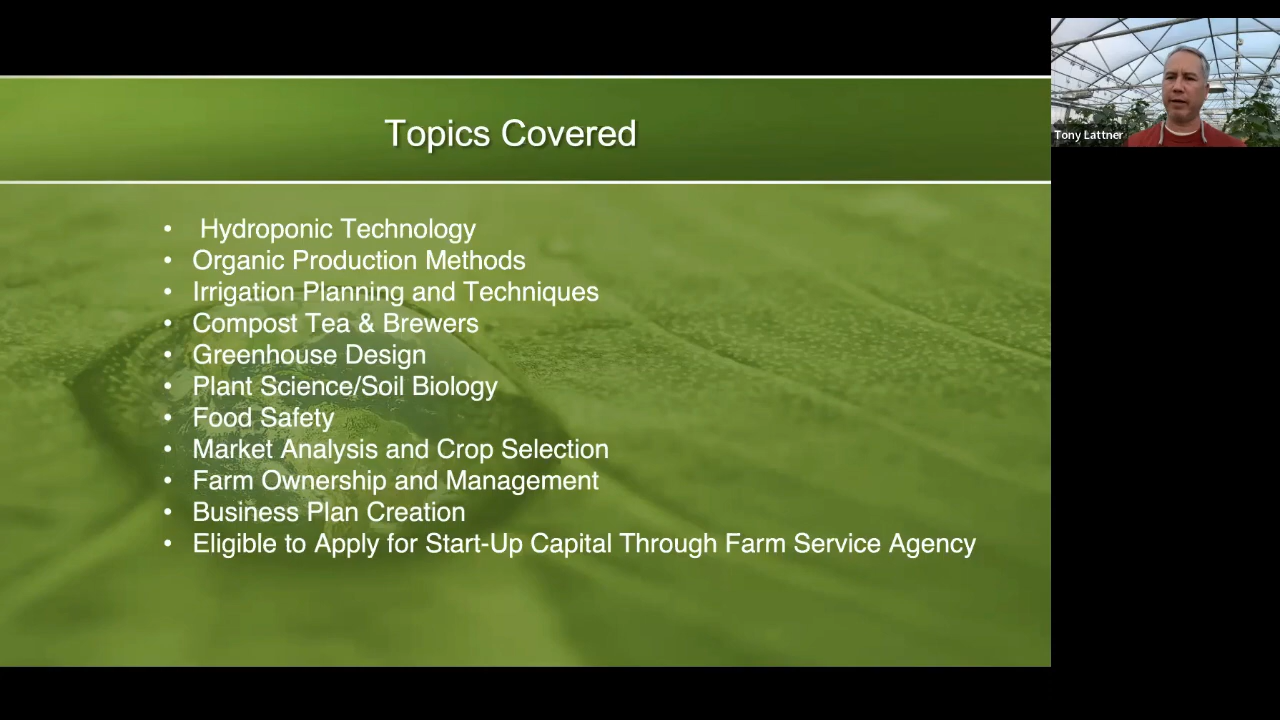 Topics Covered
Tony Lattner
• Hydroponic Technology
• Organic Production Methods
• Irrigation Planning and Techniques
• Compost Tea & Brewers
• Greenhouse Design
• Plant Science/Soil Biology
• Food Safety
• Market Analysis and Crop Selection
• Farm Ownership and Management
• Business Plan Creation
• Eligible to Apply for Start-Up Capital Through Farm Service Agency